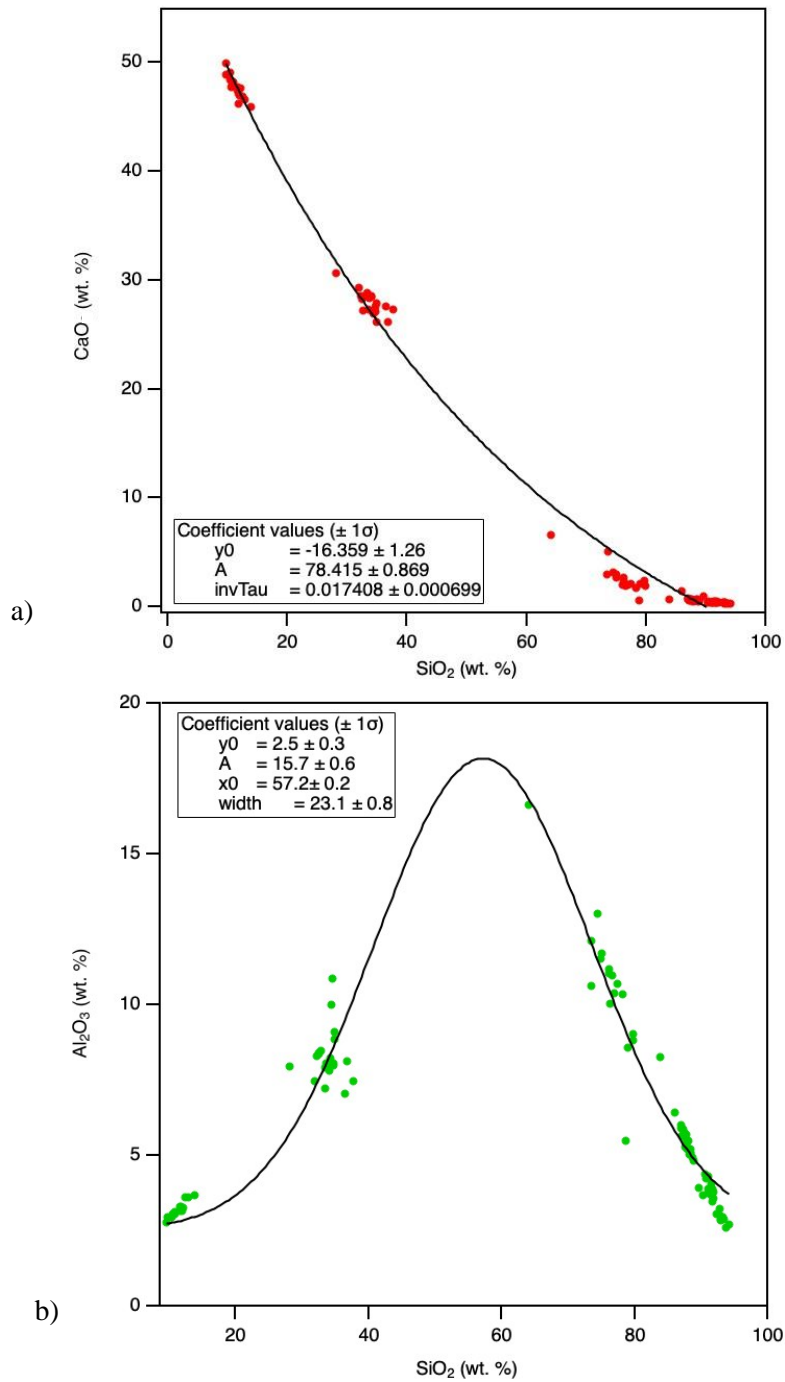 50
40
30
20
10
0
CaO (wt. %)
Coefficient values (± 1σ)
y0 = -16.359 ± 1.26
A = 78.415 ± 0.869
invTau = 0.017408 ± 0.000699
a)
0 20 40 60 80 100
SiO₂ (wt. %)
20
15
10
5
0
Al₂O₃ (wt. %)
Coefficient values (± 1σ)
y0 = 2.5 ± 0.3
A = 15.7 ± 0.6
x0 = 57.2± 0.2
width = 23.1 ± 0.8
b)
20 40 60 80 100
SiO₂ (wt. %)